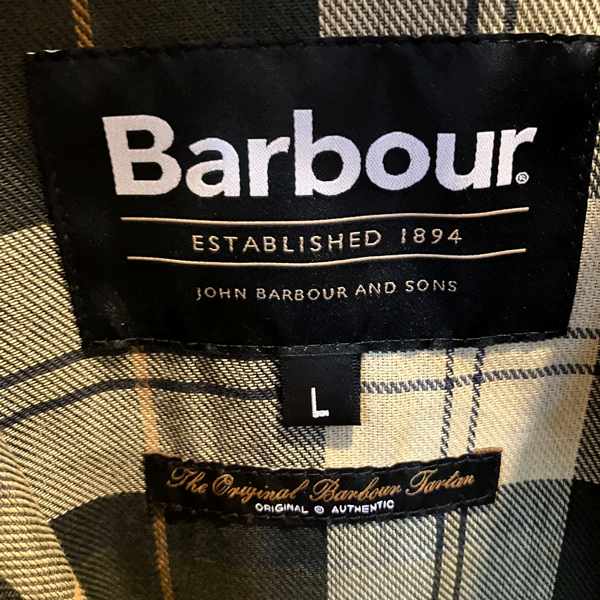 Barbour®
ESTABLISHED 1894
JOHN BARBOUR AND SONS
L
The Original Barbour Tartan
ORIGINAL © AUTHENTIC